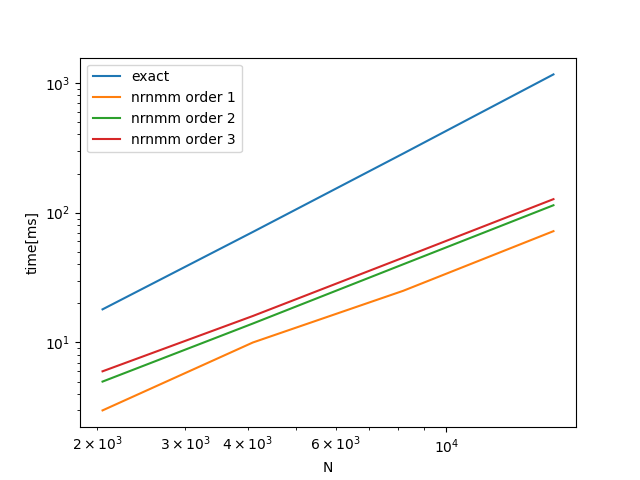 exact
nrnmm order 1
nrnmm order 2
nrnmm order 3
10³
10²
10¹
time[ms]
2 × 10³
3 × 10³
4 × 10³
6 × 10³
10⁴
N